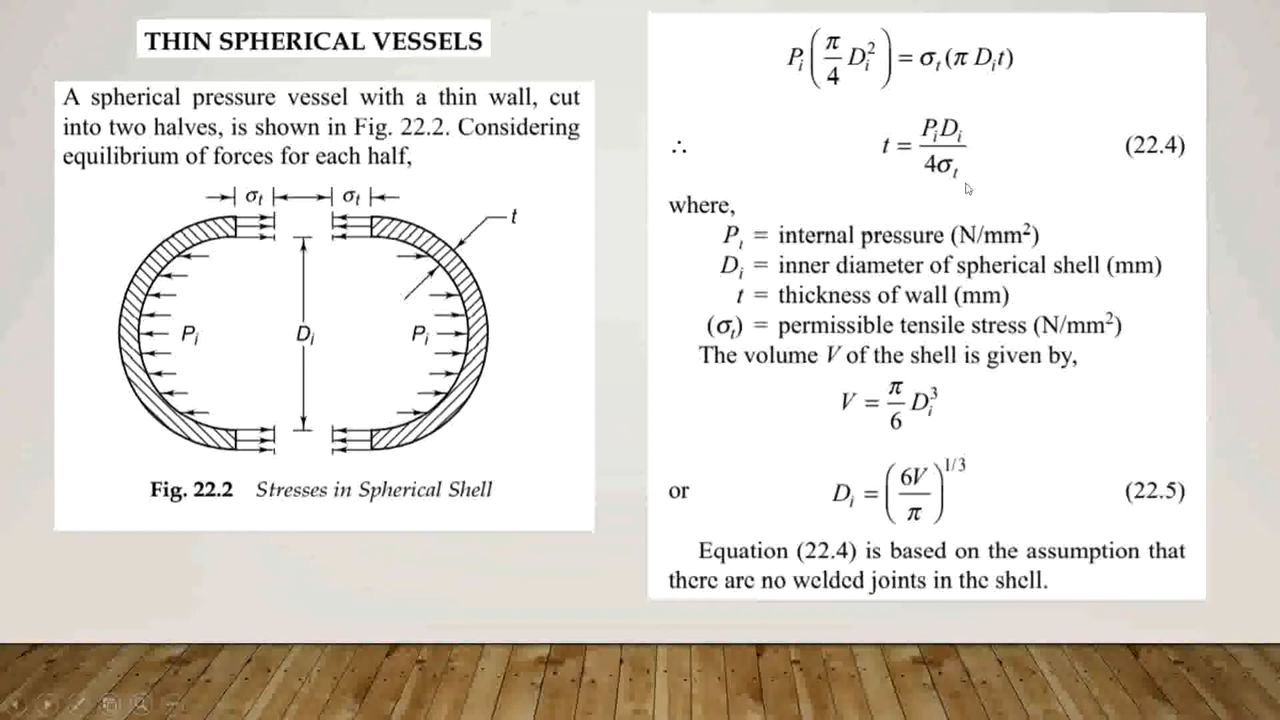 THIN SPHERICAL VESSELS
A spherical pressure vessel with a thin wall, cut
into two halves, is shown in Fig. 22.2. Considering
equilibrium of forces for each half,
σₜ σₜ
t
Pᵢ Dᵢ Pᵢ
Fig. 22.2 Stresses in Spherical Shell
Pᵢ(π/4 Dᵢ²) = σₜ(π Dᵢt)
∴ t = PᵢDᵢ/4σₜ (22.4)
where,
Pₜ = internal pressure (N/mm²)
Dᵢ = inner diameter of spherical shell (mm)
t = thickness of wall (mm)
(σₜ) = permissible tensile stress (N/mm²)
The volume V of the shell is given by,
V = π/6 Dᵢ³
or Dᵢ = (6V/π)^1/3 (22.5)
Equation (22.4) is based on the assumption that
there are no welded joints in the shell.